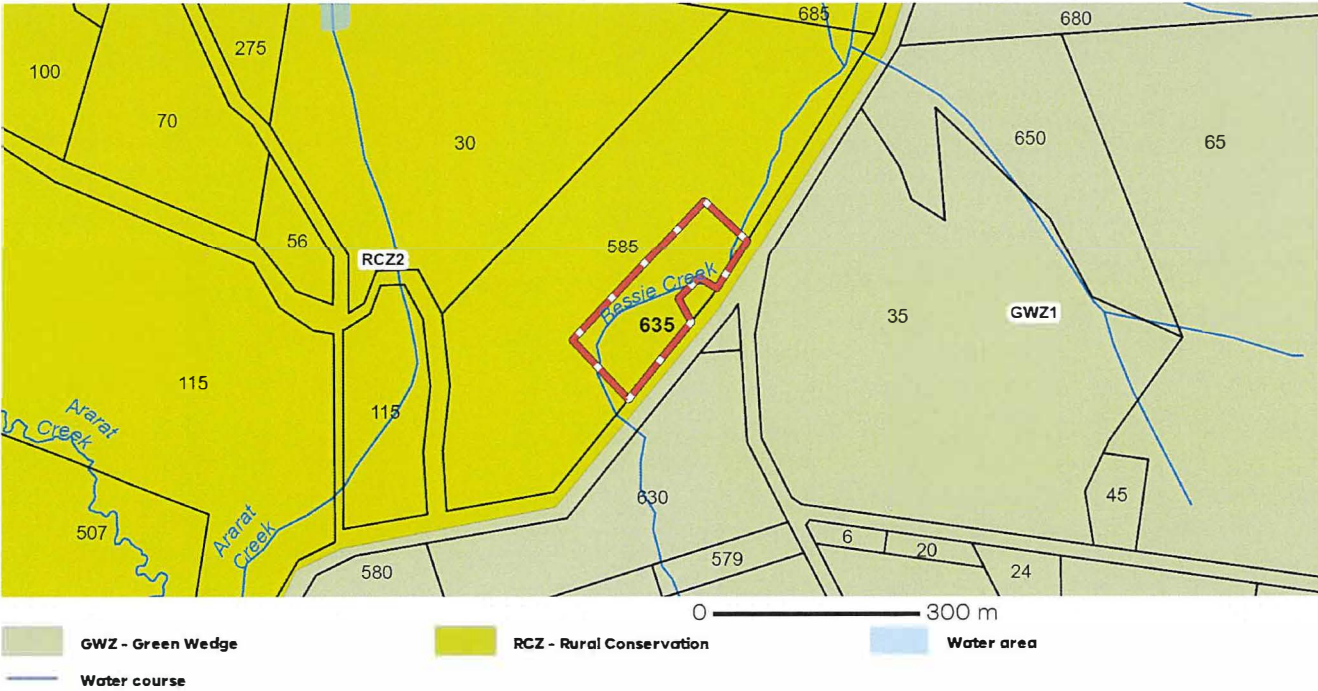 685
680
275
100
70
30
650
65
56
585
RCZ2
Bessie Creek
635
35
GWZ1
115
115
Ararat
Creek
630
45
507
Ararat
Creek
580
579
6
20
24
0 300 m
GWZ - Green Wedge
RCZ - Rural Conservation
Water area
Water course